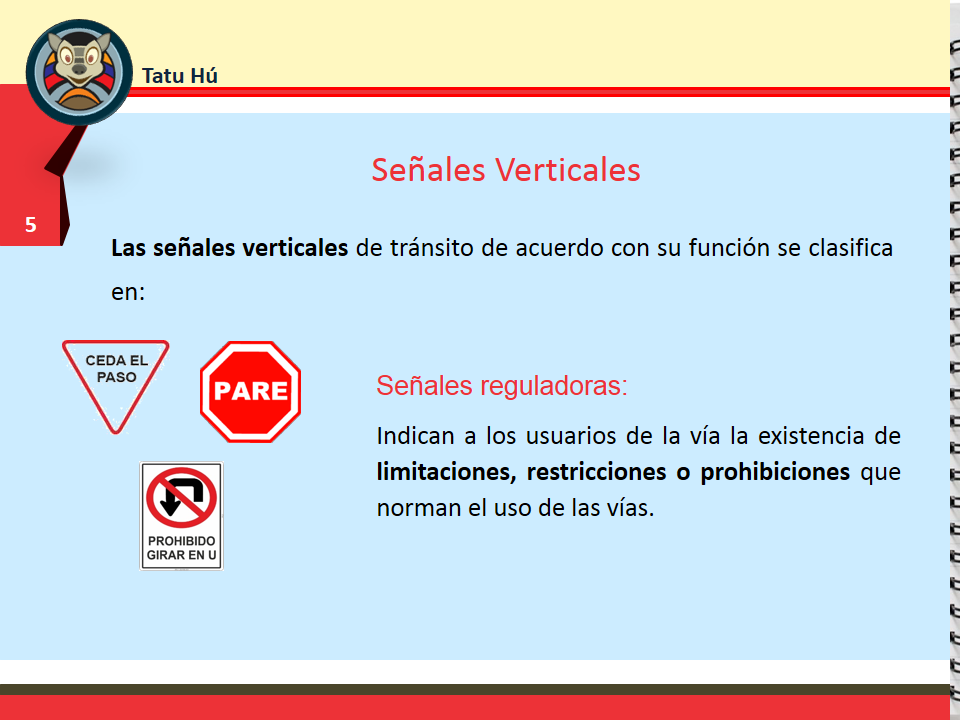 Tatu Hú
Señales Verticales
5
Las señales verticales de tránsito de acuerdo con su función se clasifica
en:
CEDA EL
PASO
PARE
PROHIBIDO
GIRAR EN U
Señales reguladoras:
Indican a los usuarios de la vía la existencia de
limitaciones, restricciones o prohibiciones que
norman el uso de las vías.